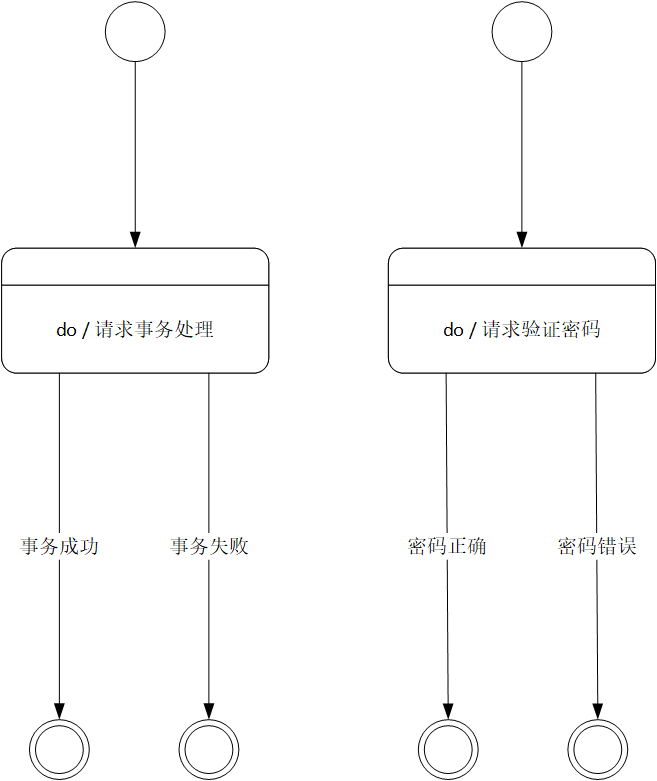 do / 请求事务处理
do / 请求验证密码
事务成功
事务失败
密码正确
密码错误